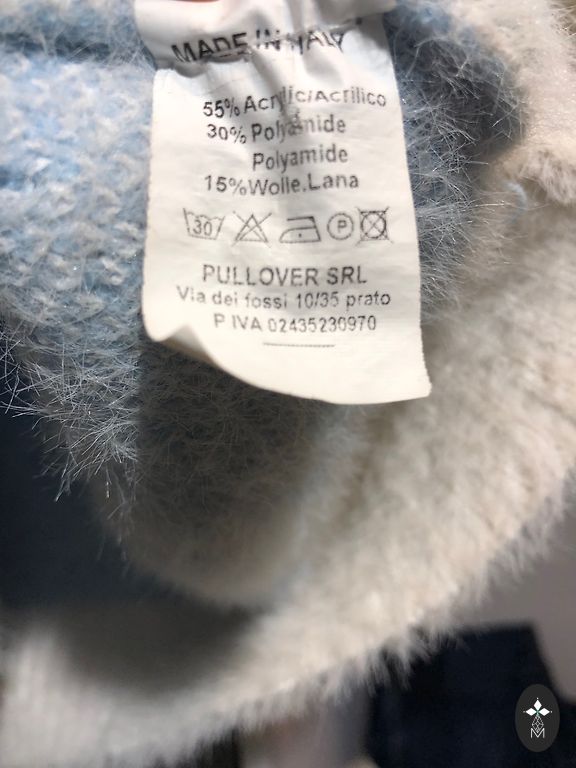 MADE IN ITALY
55% Acrylic/Acrilico
30% Polyamide
Polyamide
15%Wolle.Lana
30 P
PULLOVER SRL
Via dei fossi 10/35 prato
P IVA 02435230970
M